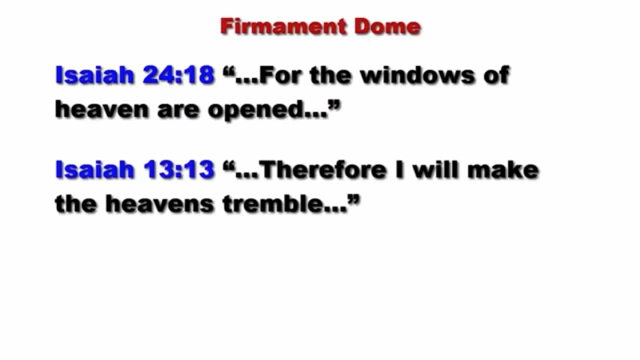 Firmament Dome
Isaiah 24:18 “...For the windows of
heaven are opened...”
Isaiah 13:13 “...Therefore I will make
the heavens tremble...”